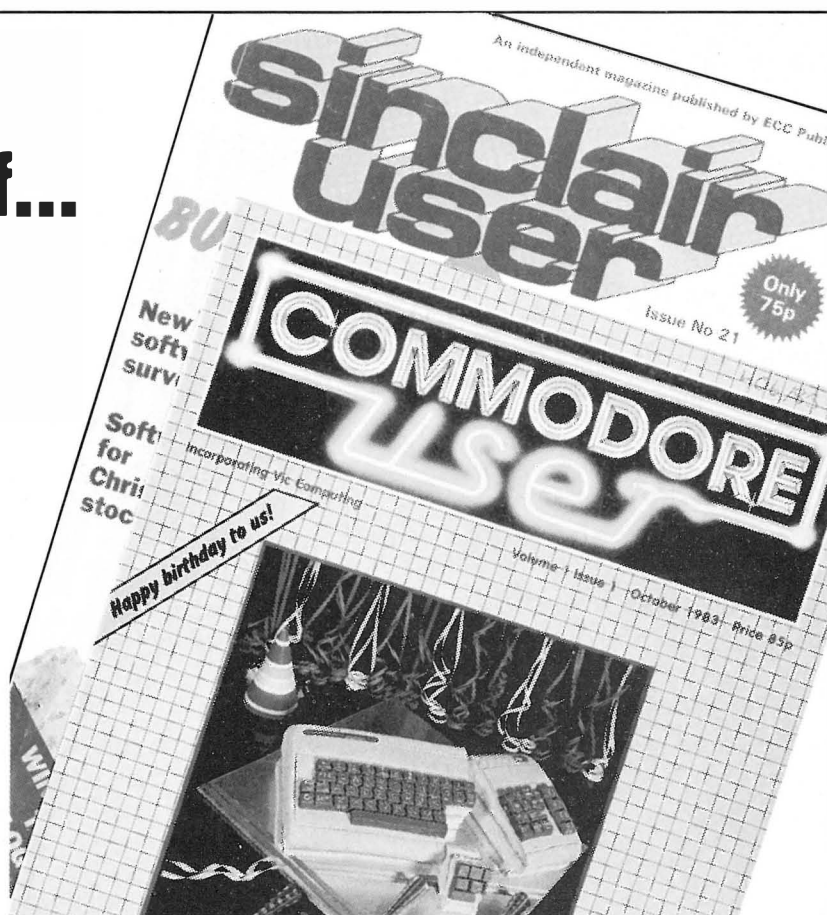 f...
An independent magazine published by ECC Publ
sinclair
user
BU
Only
75p
Issue No 21
New
softw
surv
Soft
for
Chris
stoc
COMMODORE
user
Incorporating Vic Computing
Volume 1 Issue 1 October 1983 Price 85p
Happy birthday to us!
WIN